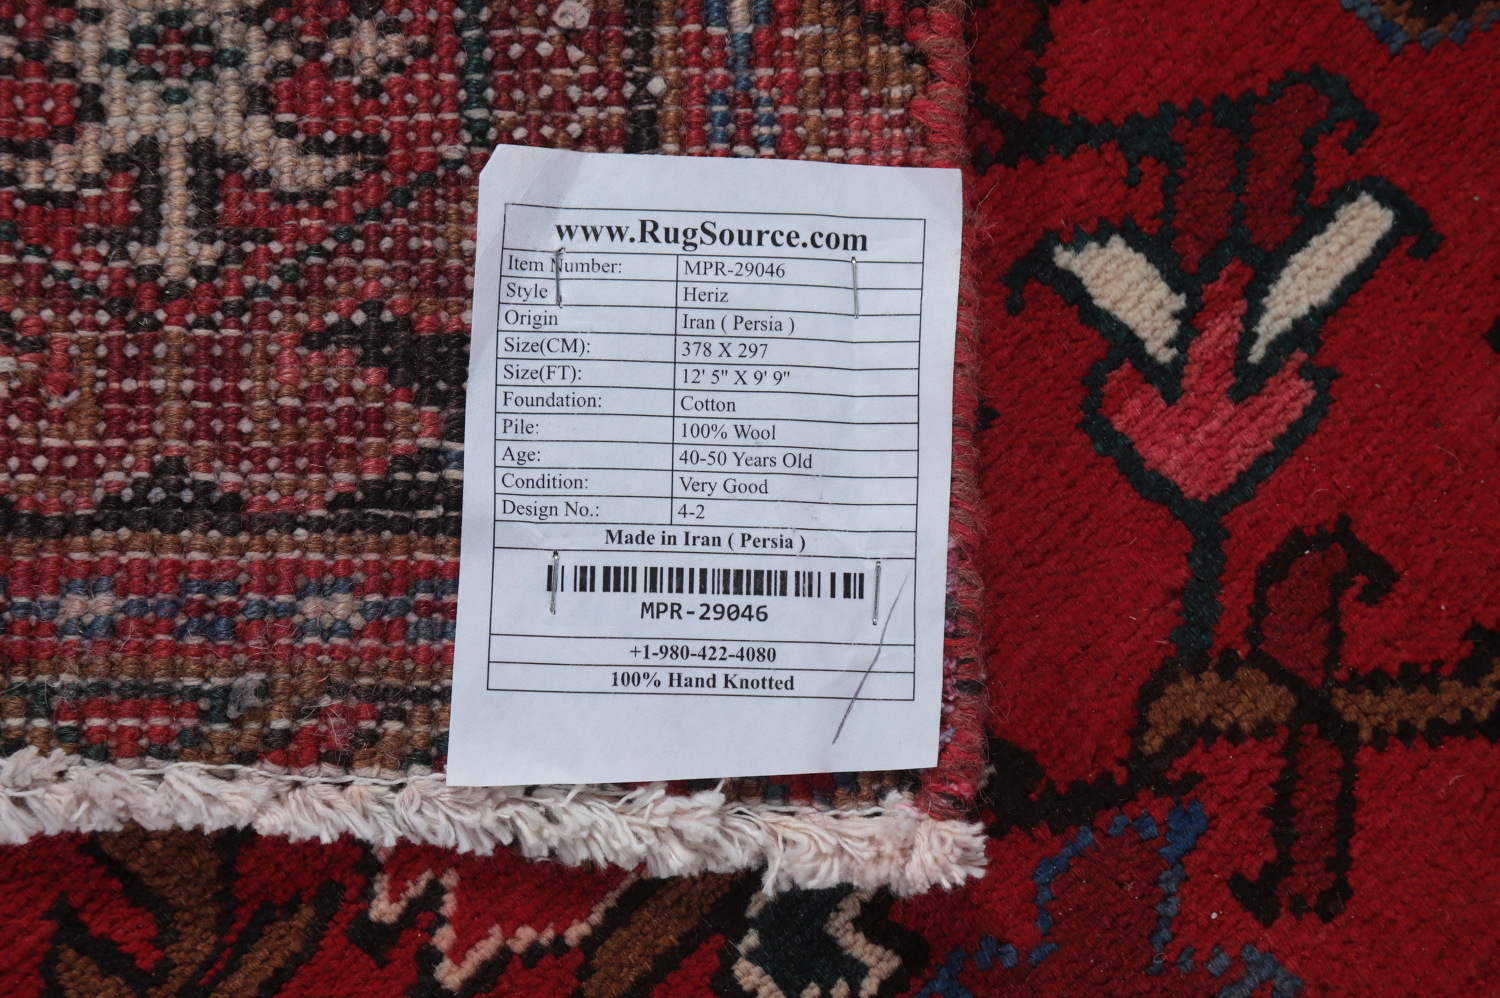 www.RugSource.com
Item Number: MPR-29046
Style Heriz
Origin Iran ( Persia )
Size(CM): 378 X 297
Size(FT): 12' 5" X 9' 9"
Foundation: Cotton
Pile: 100% Wool
Age: 40-50 Years Old
Condition: Very Good
Design No.: 4-2
Made in Iran ( Persia )
MPR-29046
+1-980-422-4080
100% Hand Knotted